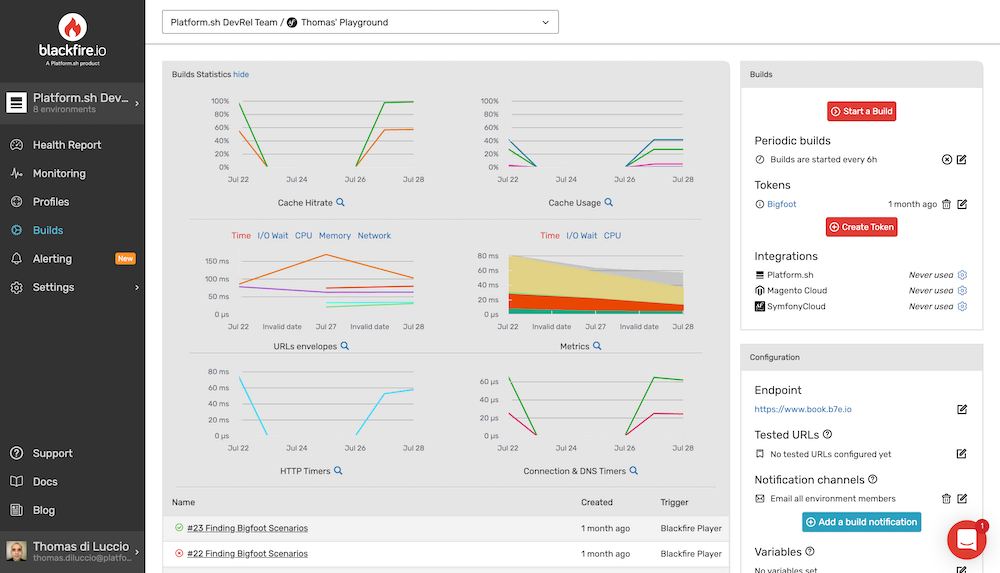 blackfire.io
A Platform.sh product
Platform.sh Dev...
8 environments
Health Report
Monitoring
Profiles
Builds
Alerting
New
Settings
Support
Docs
Blog
Thomas di Luccio
thomas.diluccio@platfo...
Platform.sh DevRel Team / Thomas' Playground
Builds Statistics hide
100%
80%
60%
40%
20%
0%
Jul 22 Jul 24 Jul 26 Jul 28
Cache Hitrate
100%
80%
60%
40%
20%
0%
Jul 22 Jul 24 Jul 26 Jul 28
Cache Usage
Time I/O Wait CPU Memory Network
150 ms
100 ms
50 ms
0 µs
Jul 22 Invalid date Jul 27 Invalid date Jul 28
URLs envelopes
Time I/O Wait CPU
80 ms
60 ms
40 ms
20 ms
0 µs
Jul 22 Invalid date Jul 27 Invalid date Jul 28
Metrics
80 ms
60 ms
40 ms
20 ms
0 µs
Jul 22 Jul 24 Jul 26 Jul 28
HTTP Timers
60 µs
40 µs
20 µs
0 µs
Jul 22 Jul 24 Jul 26 Jul 28
Connection & DNS Timers
Name Created Trigger
#23 Finding Bigfoot Scenarios 1 month ago Blackfire Player
#22 Finding Bigfoot Scenarios 1 month ago Blackfire Player
Builds
Start a Build
Periodic builds
Builds are started every 6h
Tokens
Bigfoot 1 month ago
Create Token
Integrations
Platform.sh Never used
Magento Cloud Never used
SymfonyCloud Never used
Configuration
Endpoint
https://www.book.b7e.io
Tested URLs
No tested URLs configured yet
Notification channels
Email all environment members
Add a build notification
1
Variables
No variables set